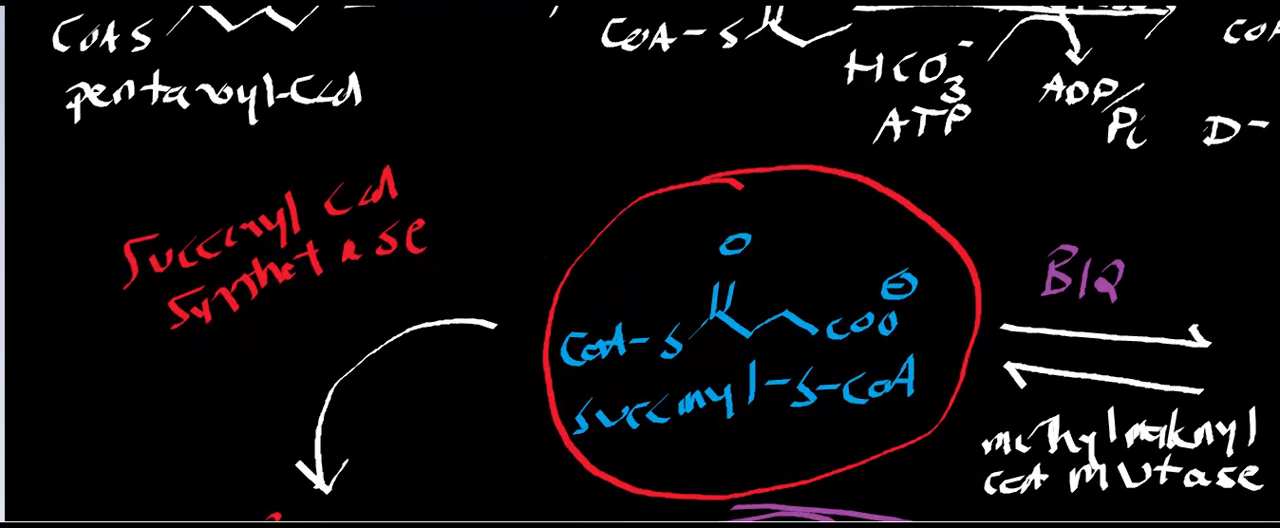 COAS
pentanoyl-CoA
COA-S
HCO3-
ATP
ADP/Pi
COA
D-
Succinyl CoA
synthetase
O
COA-S COO⊖
succinyl-S-COA
B12
methylmalonyl
CoA mutase